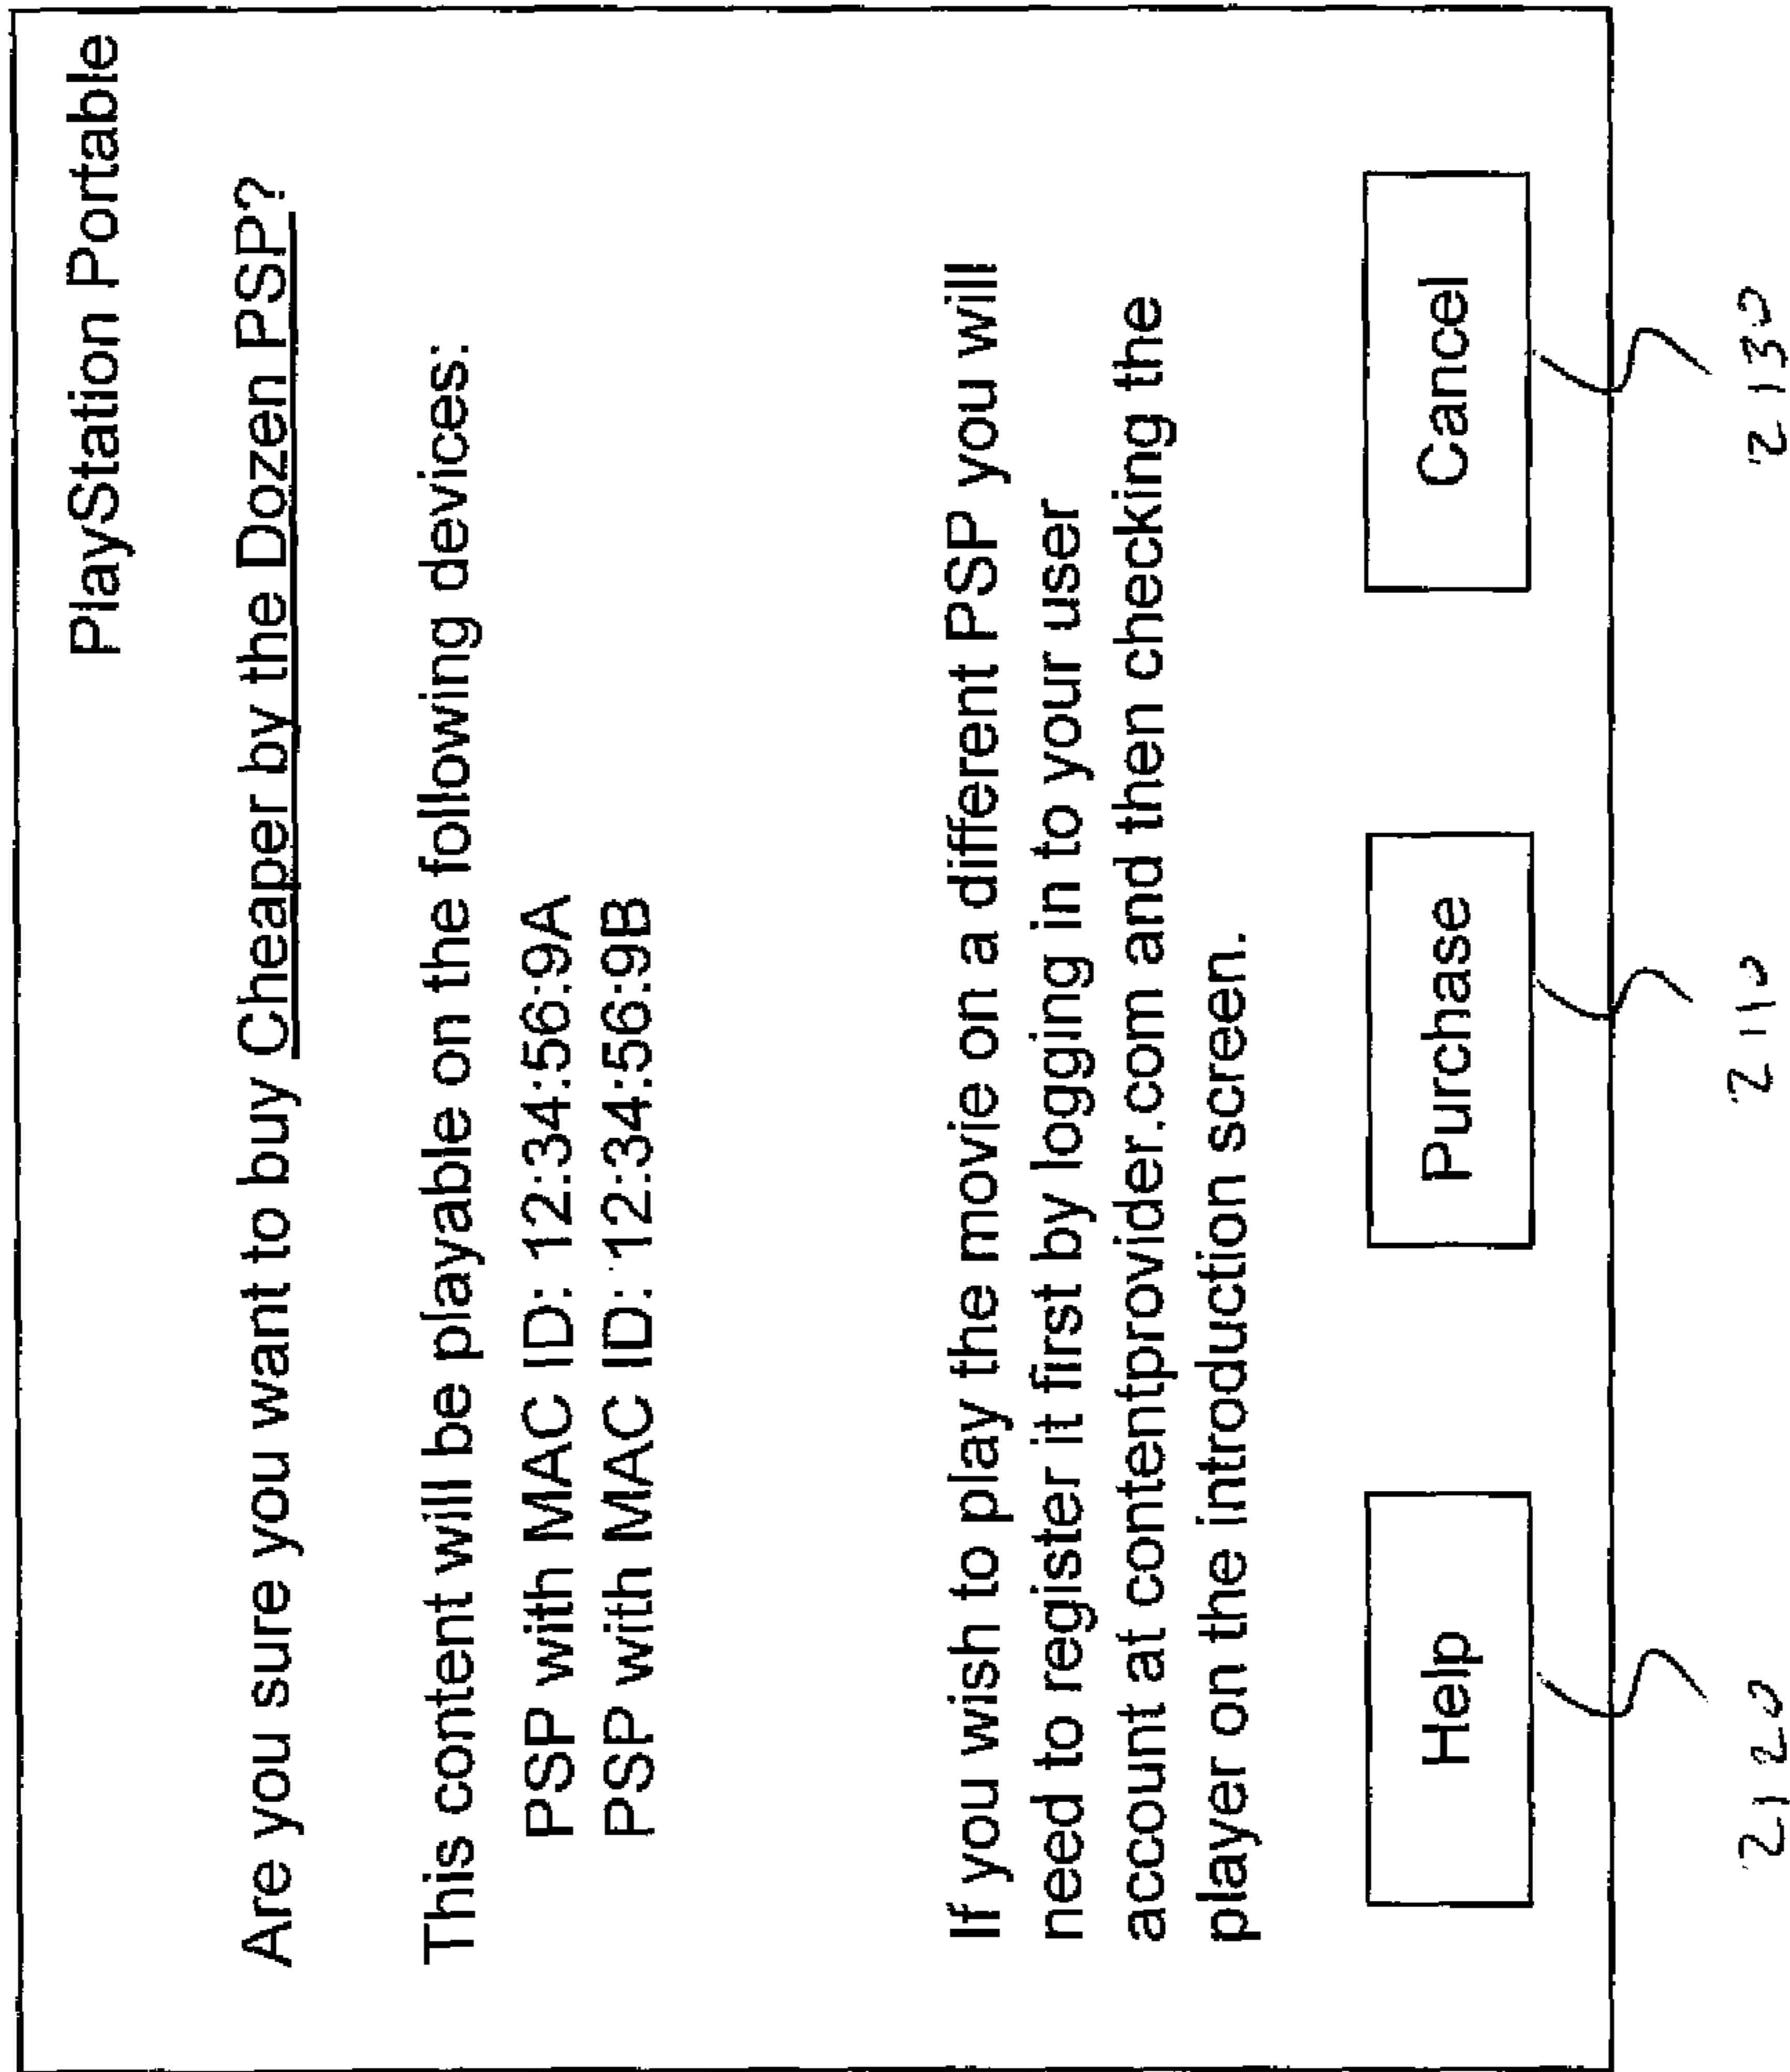 PlayStation Portable
Are you sure you want to buy Cheaper by the Dozen PSP?
This content will be playable on the following devices:
PSP with MAC ID: 12:34:56:9A
PSP with MAC ID: 12:34:56:9B
If you wish to play the movie on a different PSP you will
need to register it first by logging in to your user
account at contentprovider.com and then checking the
player on the introduction screen.
Help
Purchase
Cancel
2120
2110
2130